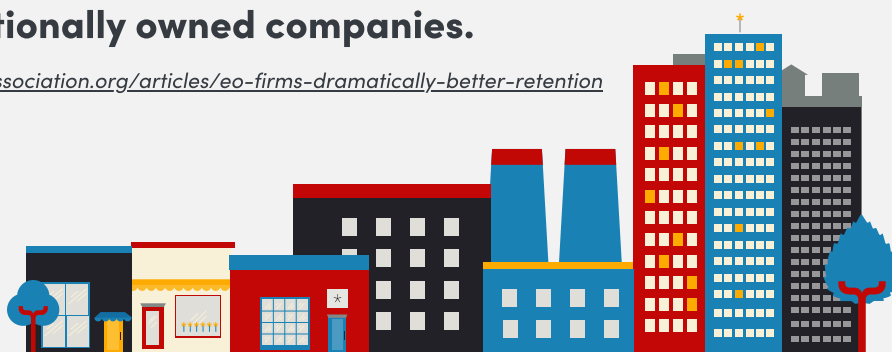 tionally owned companies.
ssociation.org/articles/eo-firms-dramatically-better-retention